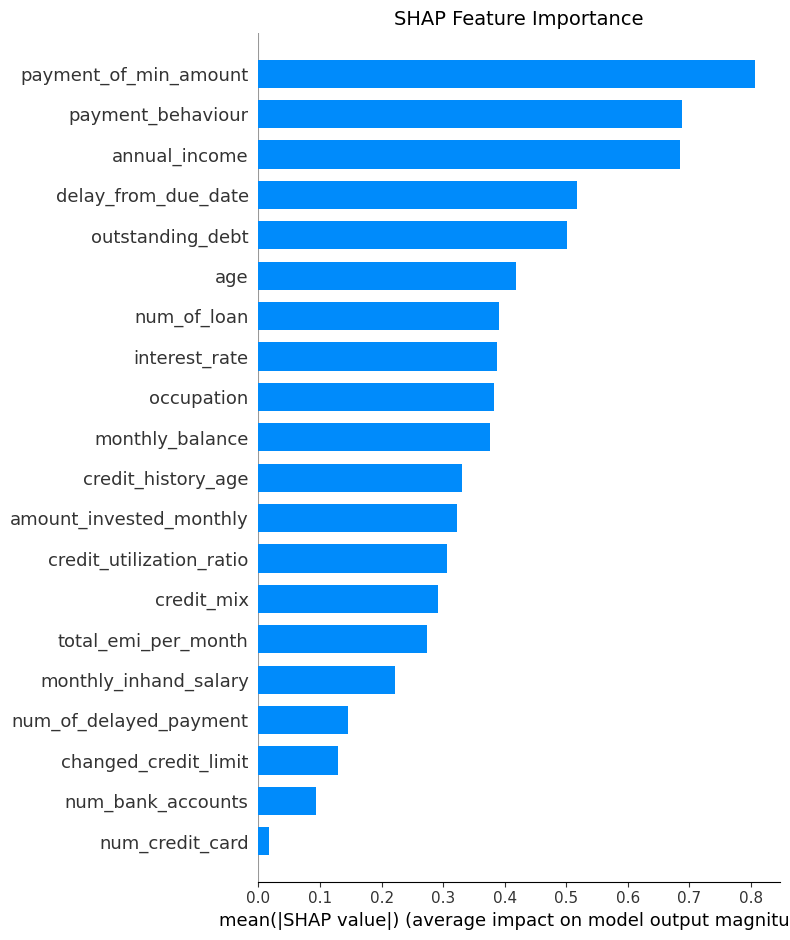 SHAP Feature Importance
payment_of_min_amount
payment_behaviour
annual_income
delay_from_due_date
outstanding_debt
age
num_of_loan
interest_rate
occupation
monthly_balance
credit_history_age
amount_invested_monthly
credit_utilization_ratio
credit_mix
total_emi_per_month
monthly_inhand_salary
num_of_delayed_payment
changed_credit_limit
num_bank_accounts
num_credit_card
0.0 0.1 0.2 0.3 0.4 0.5 0.6 0.7 0.8
mean(|SHAP value|) (average impact on model output magnitu